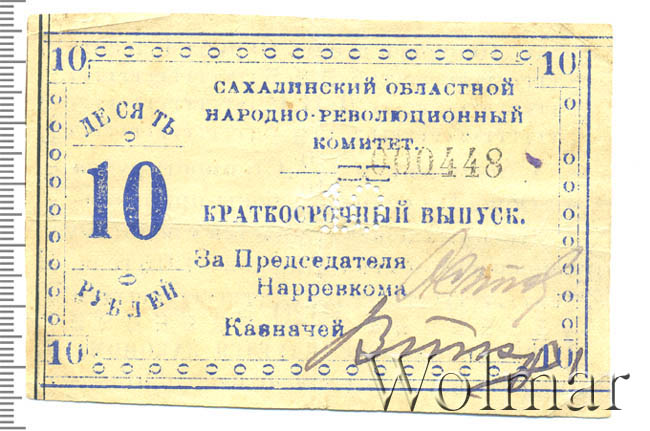 10 10
САХАЛИНСКИЙ ОБЛАСТНОЙ
НАРОДНО-РЕВОЛЮЦИОННЫЙ
КОМИТЕТ.
000448
ДЕСЯТЬ
10
РУБЛЕЙ
КРАТКОСРОЧНЫЙ ВЫПУСК.
За Председателя
Нарревкома
Казначей
10 10
Wolmar